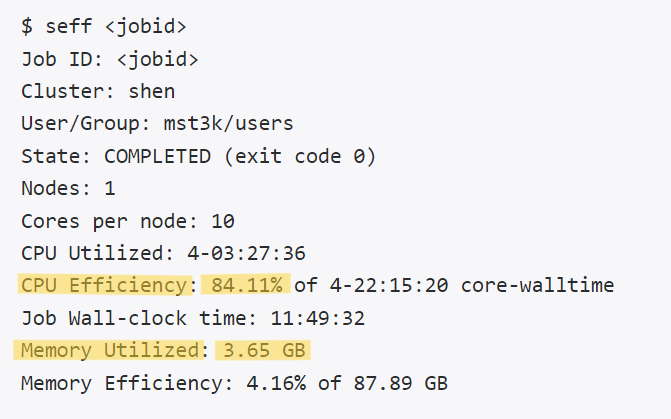 $ seff <jobid>
Job ID: <jobid>
Cluster: shen
User/Group: mst3k/users
State: COMPLETED (exit code 0)
Nodes: 1
Cores per node: 10
CPU Utilized: 4-03:27:36
CPU Efficiency: 84.11% of 4-22:15:20 core-walltime
Job Wall-clock time: 11:49:32
Memory Utilized: 3.65 GB
Memory Efficiency: 4.16% of 87.89 GB